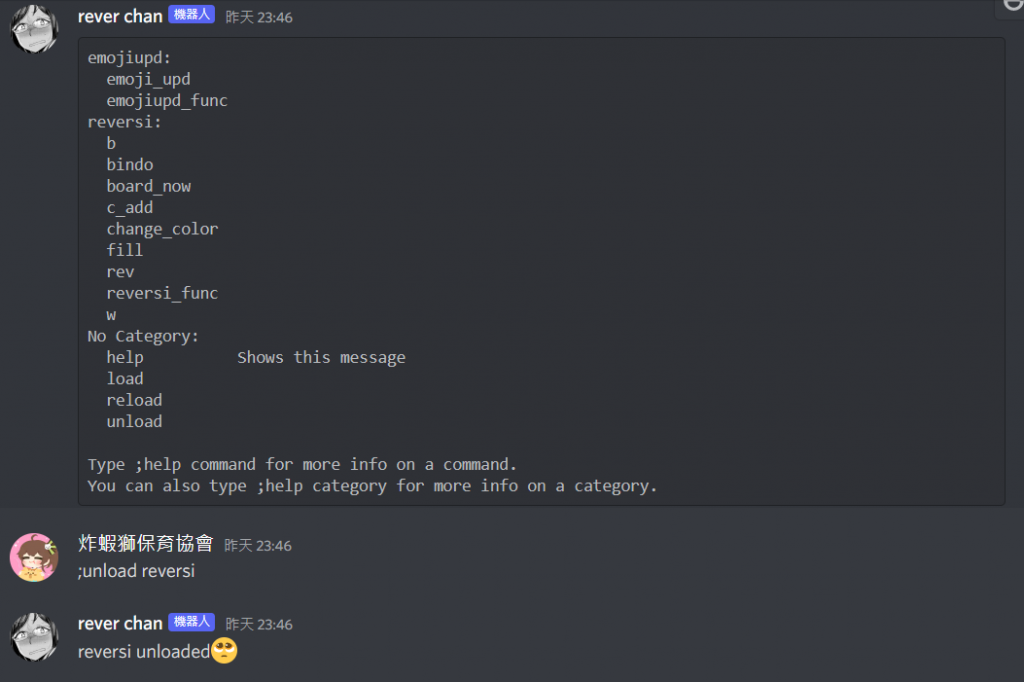 rever chan 機器人 昨天 23:46
emojiupd:
  emoji_upd
  emojiupd_func
reversi:
  b
  bindo
  board_now
  c_add
  change_color
  fill
  rev
  reversi_func
  w
No Category:
  help          Shows this message
  load
  reload
  unload
Type ;help command for more info on a command.
You can also type ;help category for more info on a category.
炸蝦獅保育協會 昨天 23:46
;unload reversi
rever chan 機器人 昨天 23:46
reversi unloaded🥺